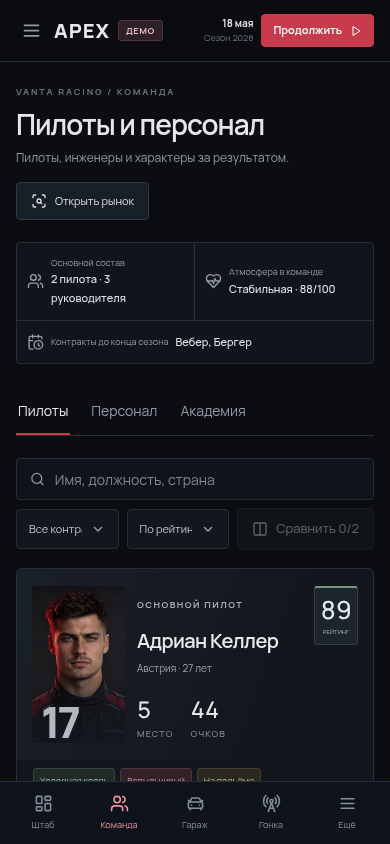 APEX
ДЕМО
18 мая
Сезон 2028
Продолжить
VANTA RACING / КОМАНДА
Пилоты и персонал
Пилоты, инженеры и характеры за результатом.
Открыть рынок
Основной состав
2 пилота · 3
руководителя
Атмосфера в команде
Стабильная · 88/100
Контракты до конца сезона Вебер, Бергер
Пилоты Персонал Академия
Имя, должность, страна
Все контр
По рейтин
Сравнить 0/2
ОСНОВНОЙ ПИЛОТ
89
РЕЙТИНГ
Адриан Келлер
Австрия · 27 лет
5 44
МЕСТО ОЧКОВ
17
Штаб Команда Гараж Гонка Ещё